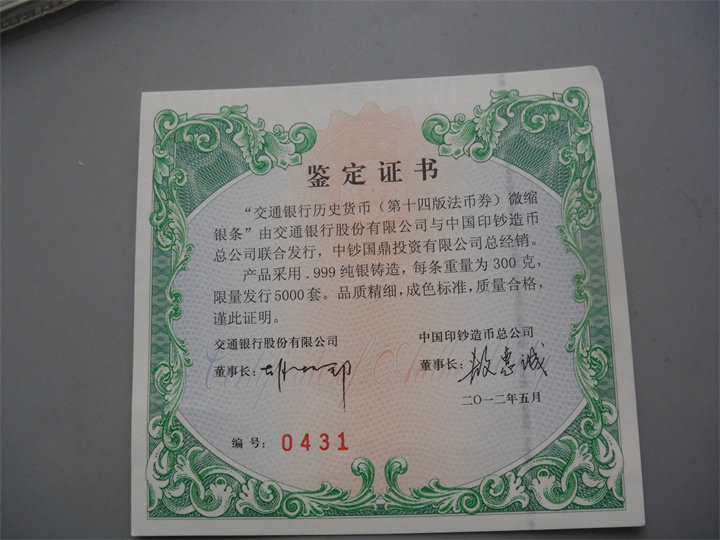 鉴定证书
“交通银行历史货币（第十四版法币券）微缩
银条”由交通银行股份有限公司与中国印钞造币
总公司联合发行，中钞国鼎投资有限公司总经销。
产品采用.999纯银铸造，每条重量为300克，
限量发行5000套。品质精细，成色标准，质量合格，
谨此证明。
交通银行股份有限公司
中国印钞造币总公司
董事长：
董事长：
二〇一二年五月
编号：0431